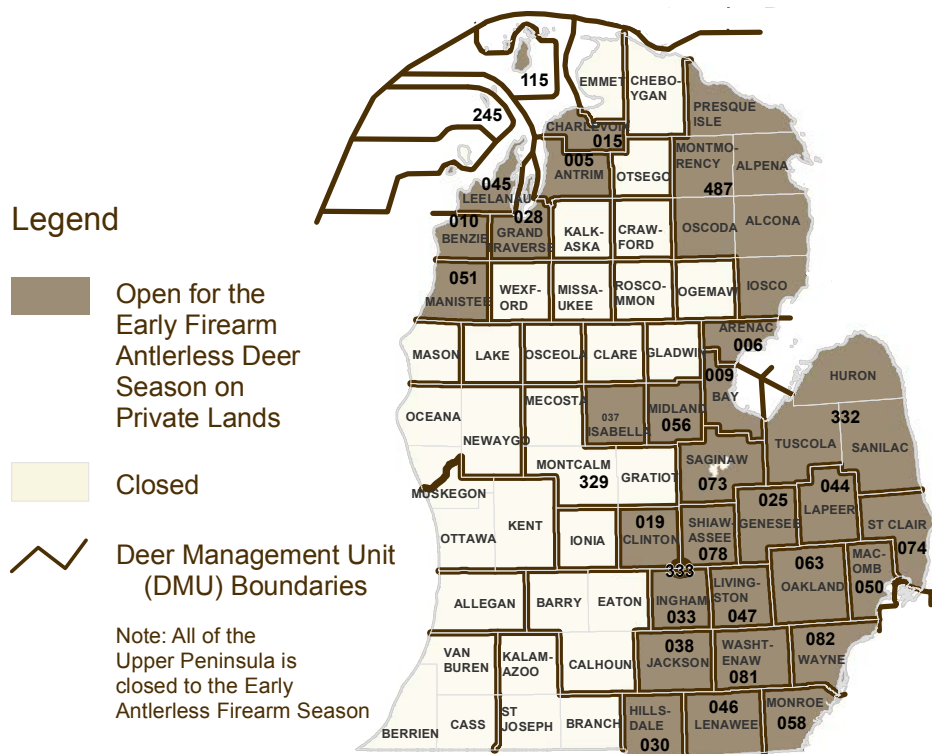 115
EMMET
CHEBO-
YGAN
245
PRESQUE
ISLE
CHARLEVOIX
015
005
ANTRIM
MONTMO-
RENCY
ALPENA
OTSEGO
487
045
LEELANAU
010
BENZIE
028
GRAND
TRAVERSE
KALK-
ASKA
CRAW-
FORD
OSCODA
ALCONA
Legend
051
MANISTEE
WEXF-
ORD
MISSA-
UKEE
ROSCO-
MMON
OGEMAW
IOSCO
Open for the
Early Firearm
Antlerless Deer
Season on
Private Lands
MASON
LAKE
OSCEOLA
CLARE
GLADWIN
ARENAC
006
009
BAY
HURON
OCEANA
NEWAYGO
MECOSTA
037
ISABELLA
MIDLAND
056
332
TUSCOLA
SANILAC
Closed
MUSKEGON
MONTCALM
329
GRATIOT
SAGINAW
073
025
GENESEE
044
LAPEER
OTTAWA
KENT
IONIA
019
CLINTON
SHIAW-
ASSEE
078
ST CLAIR
074
Deer Management Unit
(DMU) Boundaries
333
063
OAKLAND
MAC-
OMB
050
ALLEGAN
BARRY
EATON
INGHAM
033
LIVING-
STON
047
Note: All of the
Upper Peninsula is
closed to the Early
Antlerless Firearm Season
VAN
BUREN
KALAM-
AZOO
CALHOUN
038
JACKSON
WASHT-
ENAW
081
082
WAYNE
BERRIEN
CASS
ST
JOSEPH
BRANCH
HILLS-
DALE
030
046
LENAWEE
MONROE
058